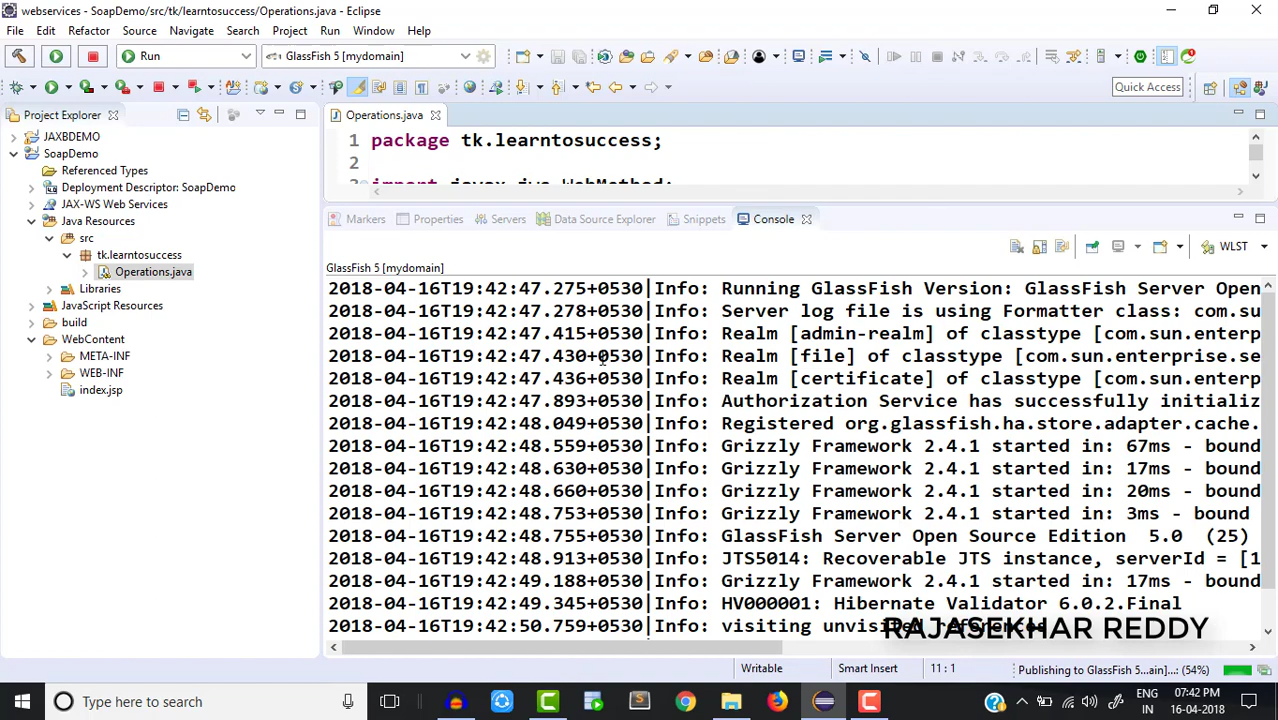 webservices - SoapDemo/src/tk/learntosuccess/Operations.java - Eclipse
File Edit Refactor Source Navigate Search Project Run Window Help
Run GlassFish 5 [mydomain]
Quick Access
Project Explorer
JAXBDEMO
SoapDemo
Referenced Types
Deployment Descriptor: SoapDemo
JAX-WS Web Services
Java Resources
src
tk.learntosuccess
Operations.java
Libraries
JavaScript Resources
build
WebContent
META-INF
WEB-INF
index.jsp
Operations.java
1 package tk.learntosuccess;
2
import javax.jws.WebMethod;
Markers Properties Servers Data Source Explorer Snippets Console
WLST
GlassFish 5 [mydomain]
2018-04-16T19:42:47.275+0530|Info: Running GlassFish Version: GlassFish Server Open
2018-04-16T19:42:47.278+0530|Info: Server log file is using Formatter class: com.su
2018-04-16T19:42:47.415+0530|Info: Realm [admin-realm] of classtype [com.sun.enterp
2018-04-16T19:42:47.430+0530|Info: Realm [file] of classtype [com.sun.enterprise.se
2018-04-16T19:42:47.436+0530|Info: Realm [certificate] of classtype [com.sun.enterp
2018-04-16T19:42:47.893+0530|Info: Authorization Service has successfully initializ
2018-04-16T19:42:48.049+0530|Info: Registered org.glassfish.ha.store.adapter.cache.
2018-04-16T19:42:48.559+0530|Info: Grizzly Framework 2.4.1 started in: 67ms - bound
2018-04-16T19:42:48.630+0530|Info: Grizzly Framework 2.4.1 started in: 17ms - bound
2018-04-16T19:42:48.660+0530|Info: Grizzly Framework 2.4.1 started in: 20ms - bound
2018-04-16T19:42:48.753+0530|Info: Grizzly Framework 2.4.1 started in: 3ms - bound
2018-04-16T19:42:48.755+0530|Info: GlassFish Server Open Source Edition 5.0 (25)
2018-04-16T19:42:48.913+0530|Info: JTS5014: Recoverable JTS instance, serverId = [1
2018-04-16T19:42:49.188+0530|Info: Grizzly Framework 2.4.1 started in: 17ms - bound
2018-04-16T19:42:49.345+0530|Info: HV000001: Hibernate Validator 6.0.2.Final
2018-04-16T19:42:50.759+0530|Info: visiting unvisited references
RAJASEKHAR REDDY
Writable Smart Insert 11 : 1 Publishing to GlassFish 5...ain]...: (54%)
Type here to search
ENG 07:42 PM
IN 16-04-2018